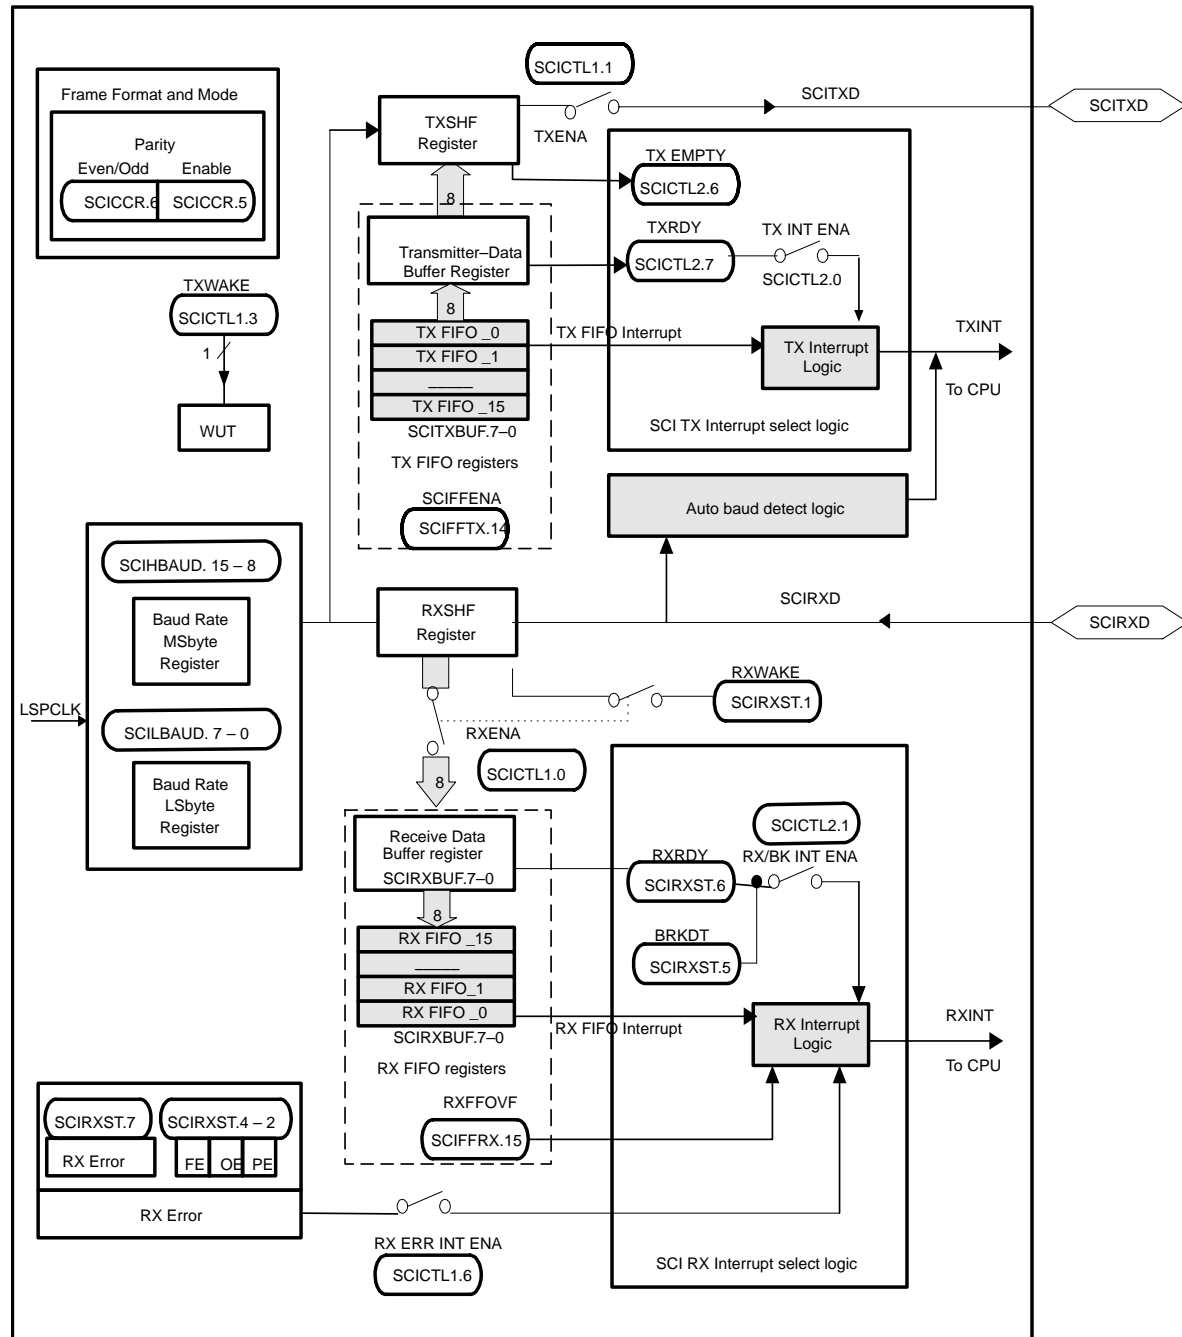 SCICTL1.1
SCITXD
SCITXD
Frame Format and Mode
Parity
Even/Odd
Enable
SCICCR.6
SCICCR.5
TXSHF
Register
TXENA
8
TX EMPTY
SCICTL2.6
Transmitter–Data
Buffer Register
TXRDY
SCICTL2.7
TX INT ENA
SCICTL2.0
TXWAKE
SCICTL1.3
1
WUT
8
TX FIFO _0
TX FIFO _1
_____
TX FIFO _15
SCITXBUF.7–0
TX FIFO registers
SCIFFENA
SCIFFTX.14
TX FIFO Interrupt
TX Interrupt
Logic
TXINT
To CPU
SCI TX Interrupt select logic
Auto baud detect logic
LSPCLK
SCIHBAUD. 15 – 8
Baud Rate
MSbyte
Register
SCILBAUD. 7 – 0
Baud Rate
LSbyte
Register
RXSHF
Register
SCIRXD
SCIRXD
RXWAKE
SCIRXST.1
RXENA
SCICTL1.0
8
Receive Data
Buffer register
SCIRXBUF.7–0
8
RX FIFO _15
_____
RX FIFO_1
RX FIFO _0
SCIRXBUF.7–0
RX FIFO registers
RXFFOVF
SCIFFRX.15
SCICTL2.1
RX/BK INT ENA
RXRDY
SCIRXST.6
BRKDT
SCIRXST.5
RX FIFO Interrupt
RX Interrupt
Logic
RXINT
To CPU
SCI RX Interrupt select logic
SCIRXST.7
SCIRXST.4 – 2
RX Error
FE
OE
PE
RX Error
RX ERR INT ENA
SCICTL1.6